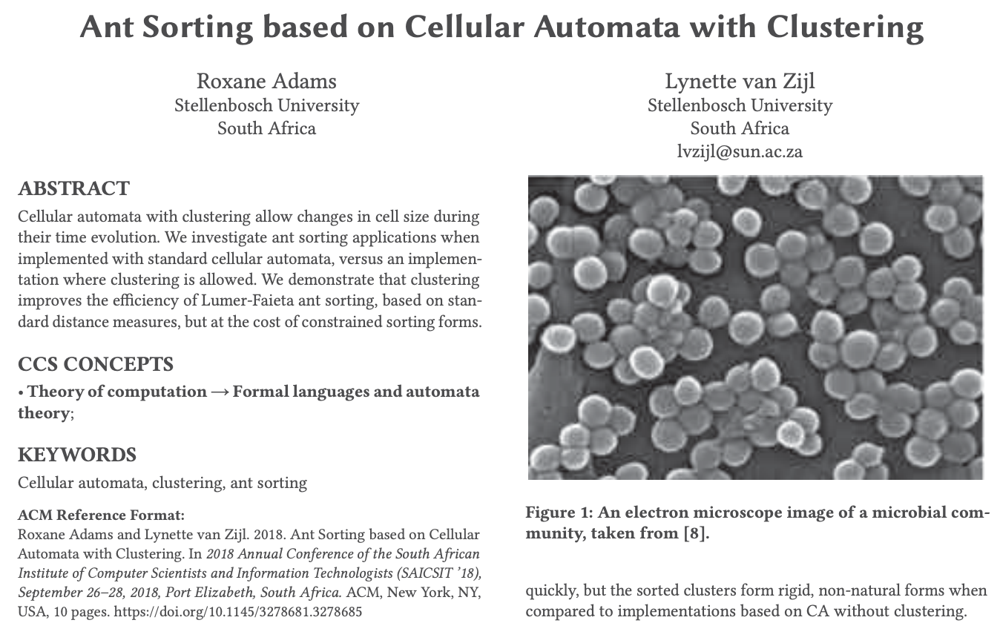 Ant Sorting based on Cellular Automata with Clustering
Roxane Adams
Stellenbosch University
South Africa
Lynette van Zijl
Stellenbosch University
South Africa
lvzijl@sun.ac.za
ABSTRACT
Cellular automata with clustering allow changes in cell size during
their time evolution. We investigate ant sorting applications when
implemented with standard cellular automata, versus an implemen-
tation where clustering is allowed. We demonstrate that clustering
improves the efficiency of Lumer-Faieta ant sorting, based on stan-
dard distance measures, but at the cost of constrained sorting forms.
CCS CONCEPTS
• Theory of computation → Formal languages and automata
theory;
KEYWORDS
Cellular automata, clustering, ant sorting
ACM Reference Format:
Roxane Adams and Lynette van Zijl. 2018. Ant Sorting based on Cellular
Automata with Clustering. In 2018 Annual Conference of the South African
Institute of Computer Scientists and Information Technologists (SAICSIT ’18),
September 26–28, 2018, Port Elizabeth, South Africa. ACM, New York, NY,
USA, 10 pages. https://doi.org/10.1145/3278681.3278685
Figure 1: An electron microscope image of a microbial com-
munity, taken from [8].
quickly, but the sorted clusters form rigid, non-natural forms when
compared to implementations based on CA without clustering.